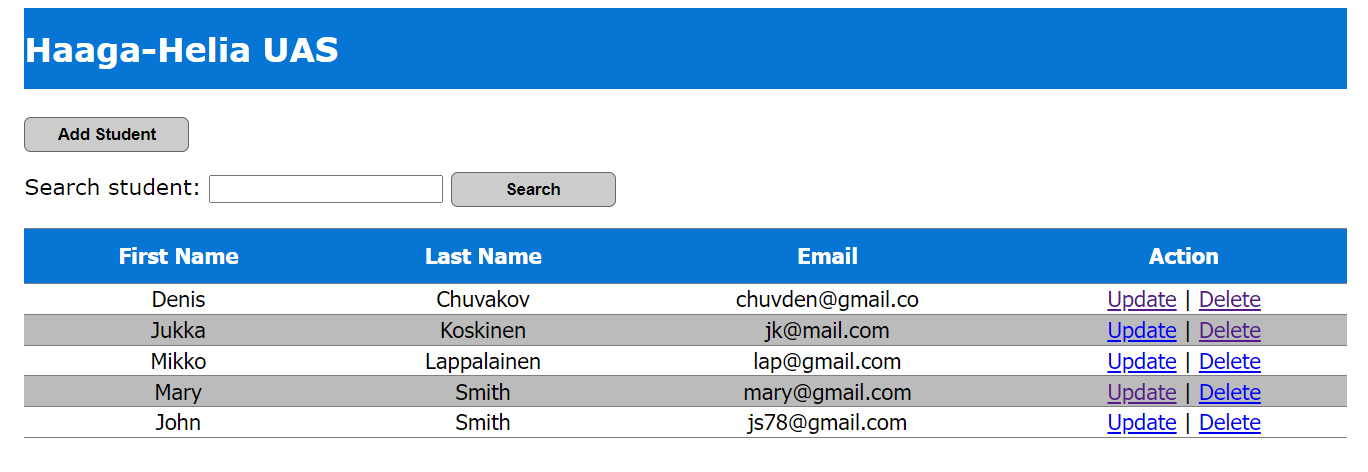 Haaga-Helia UAS
Add Student
Search student: Search
First Name Last Name Email Action
Denis Chuvakov chuvden@gmail.co Update | Delete
Jukka Koskinen jk@mail.com Update | Delete
Mikko Lappalainen lap@gmail.com Update | Delete
Mary Smith mary@gmail.com Update | Delete
John Smith js78@gmail.com Update | Delete